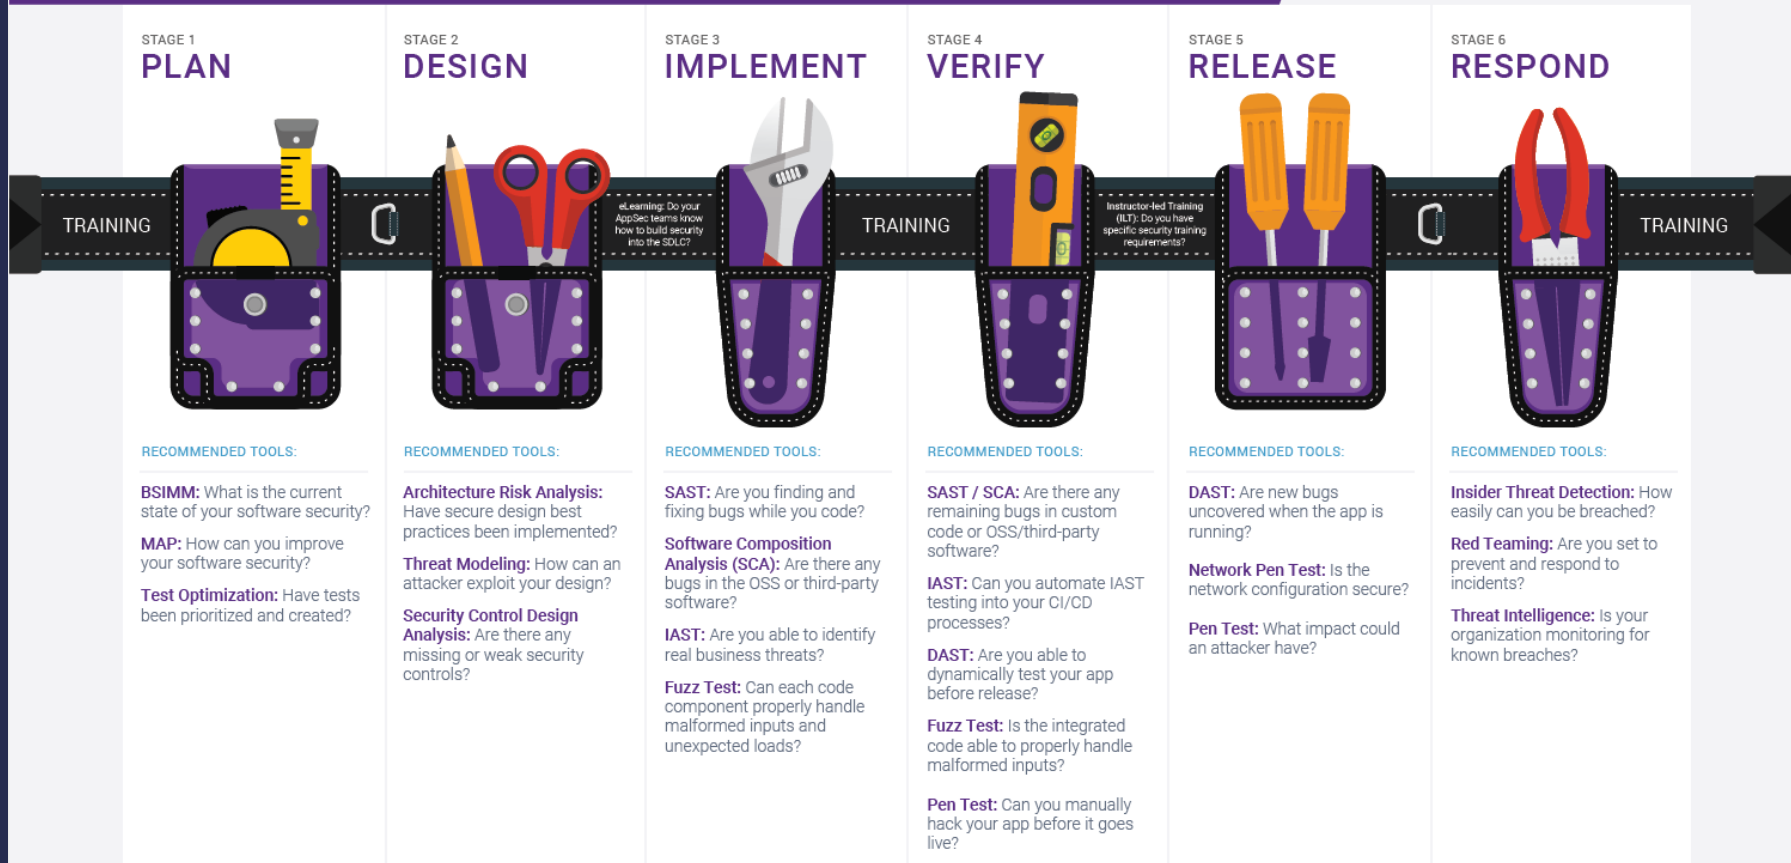 STAGE 1
PLAN
STAGE 2
DESIGN
STAGE 3
IMPLEMENT
STAGE 4
VERIFY
STAGE 5
RELEASE
STAGE 6
RESPOND
TRAINING
eLearning: Do your
AppSec teams know
how to build security
into the SDLC?
TRAINING
Instructor-led Training
(ILT): Do you have
specific security training
requirements?
TRAINING
RECOMMENDED TOOLS:
BSIMM: What is the current
state of your software security?
MAP: How can you improve
your software security?
Test Optimization: Have tests
been prioritized and created?
RECOMMENDED TOOLS:
Architecture Risk Analysis:
Have secure design best
practices been implemented?
Threat Modeling: How can an
attacker exploit your design?
Security Control Design
Analysis: Are there any
missing or weak security
controls?
RECOMMENDED TOOLS:
SAST: Are you finding and
fixing bugs while you code?
Software Composition
Analysis (SCA): Are there any
bugs in the OSS or third-party
software?
IAST: Are you able to identify
real business threats?
Fuzz Test: Can each code
component properly handle
malformed inputs and
unexpected loads?
RECOMMENDED TOOLS:
SAST / SCA: Are there any
remaining bugs in custom
code or OSS/third-party
software?
IAST: Can you automate IAST
testing into your CI/CD
processes?
DAST: Are you able to
dynamically test your app
before release?
Fuzz Test: Is the integrated
code able to properly handle
malformed inputs?
Pen Test: Can you manually
hack your app before it goes
live?
RECOMMENDED TOOLS:
DAST: Are new bugs
uncovered when the app is
running?
Network Pen Test: Is the
network configuration secure?
Pen Test: What impact could
an attacker have?
RECOMMENDED TOOLS:
Insider Threat Detection: How
easily can you be breached?
Red Teaming: Are you set to
prevent and respond to
incidents?
Threat Intelligence: Is your
organization monitoring for
known breaches?